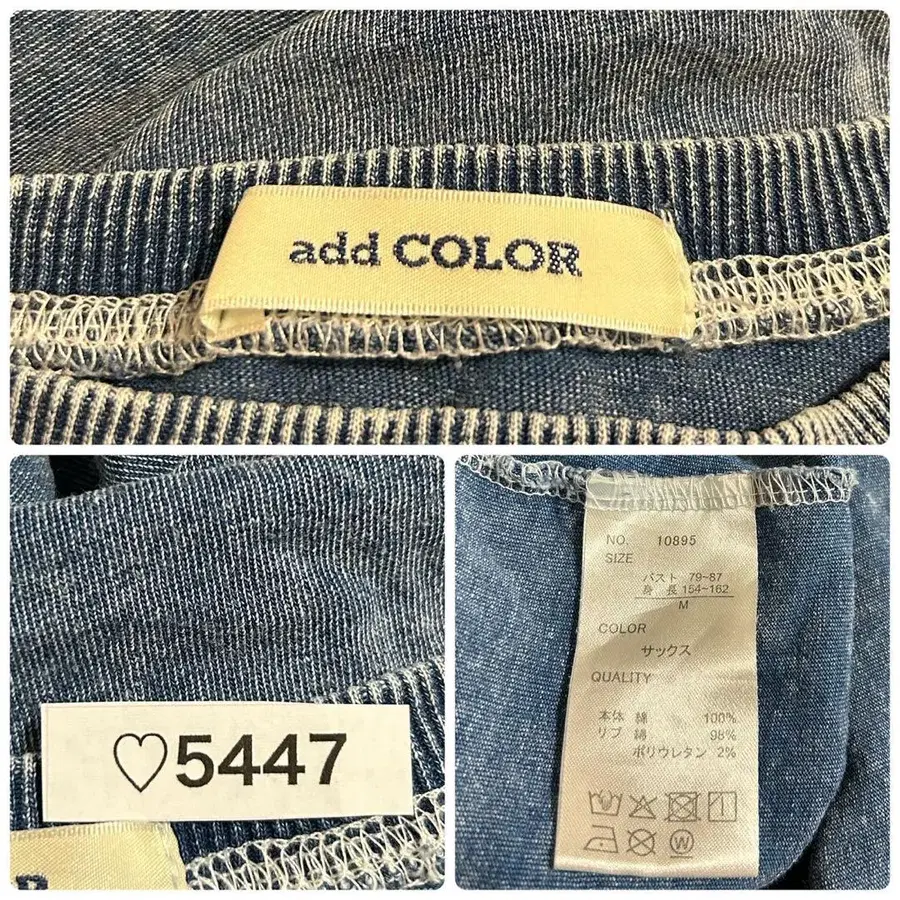 add COLOR
♡5447
R
NO. 10895
SIZE
バスト 79~87
身 長 154~162
M
COLOR
サックス
QUALITY
本体 綿 100%
リブ 綿 98%
ポリウレタン 2%
W